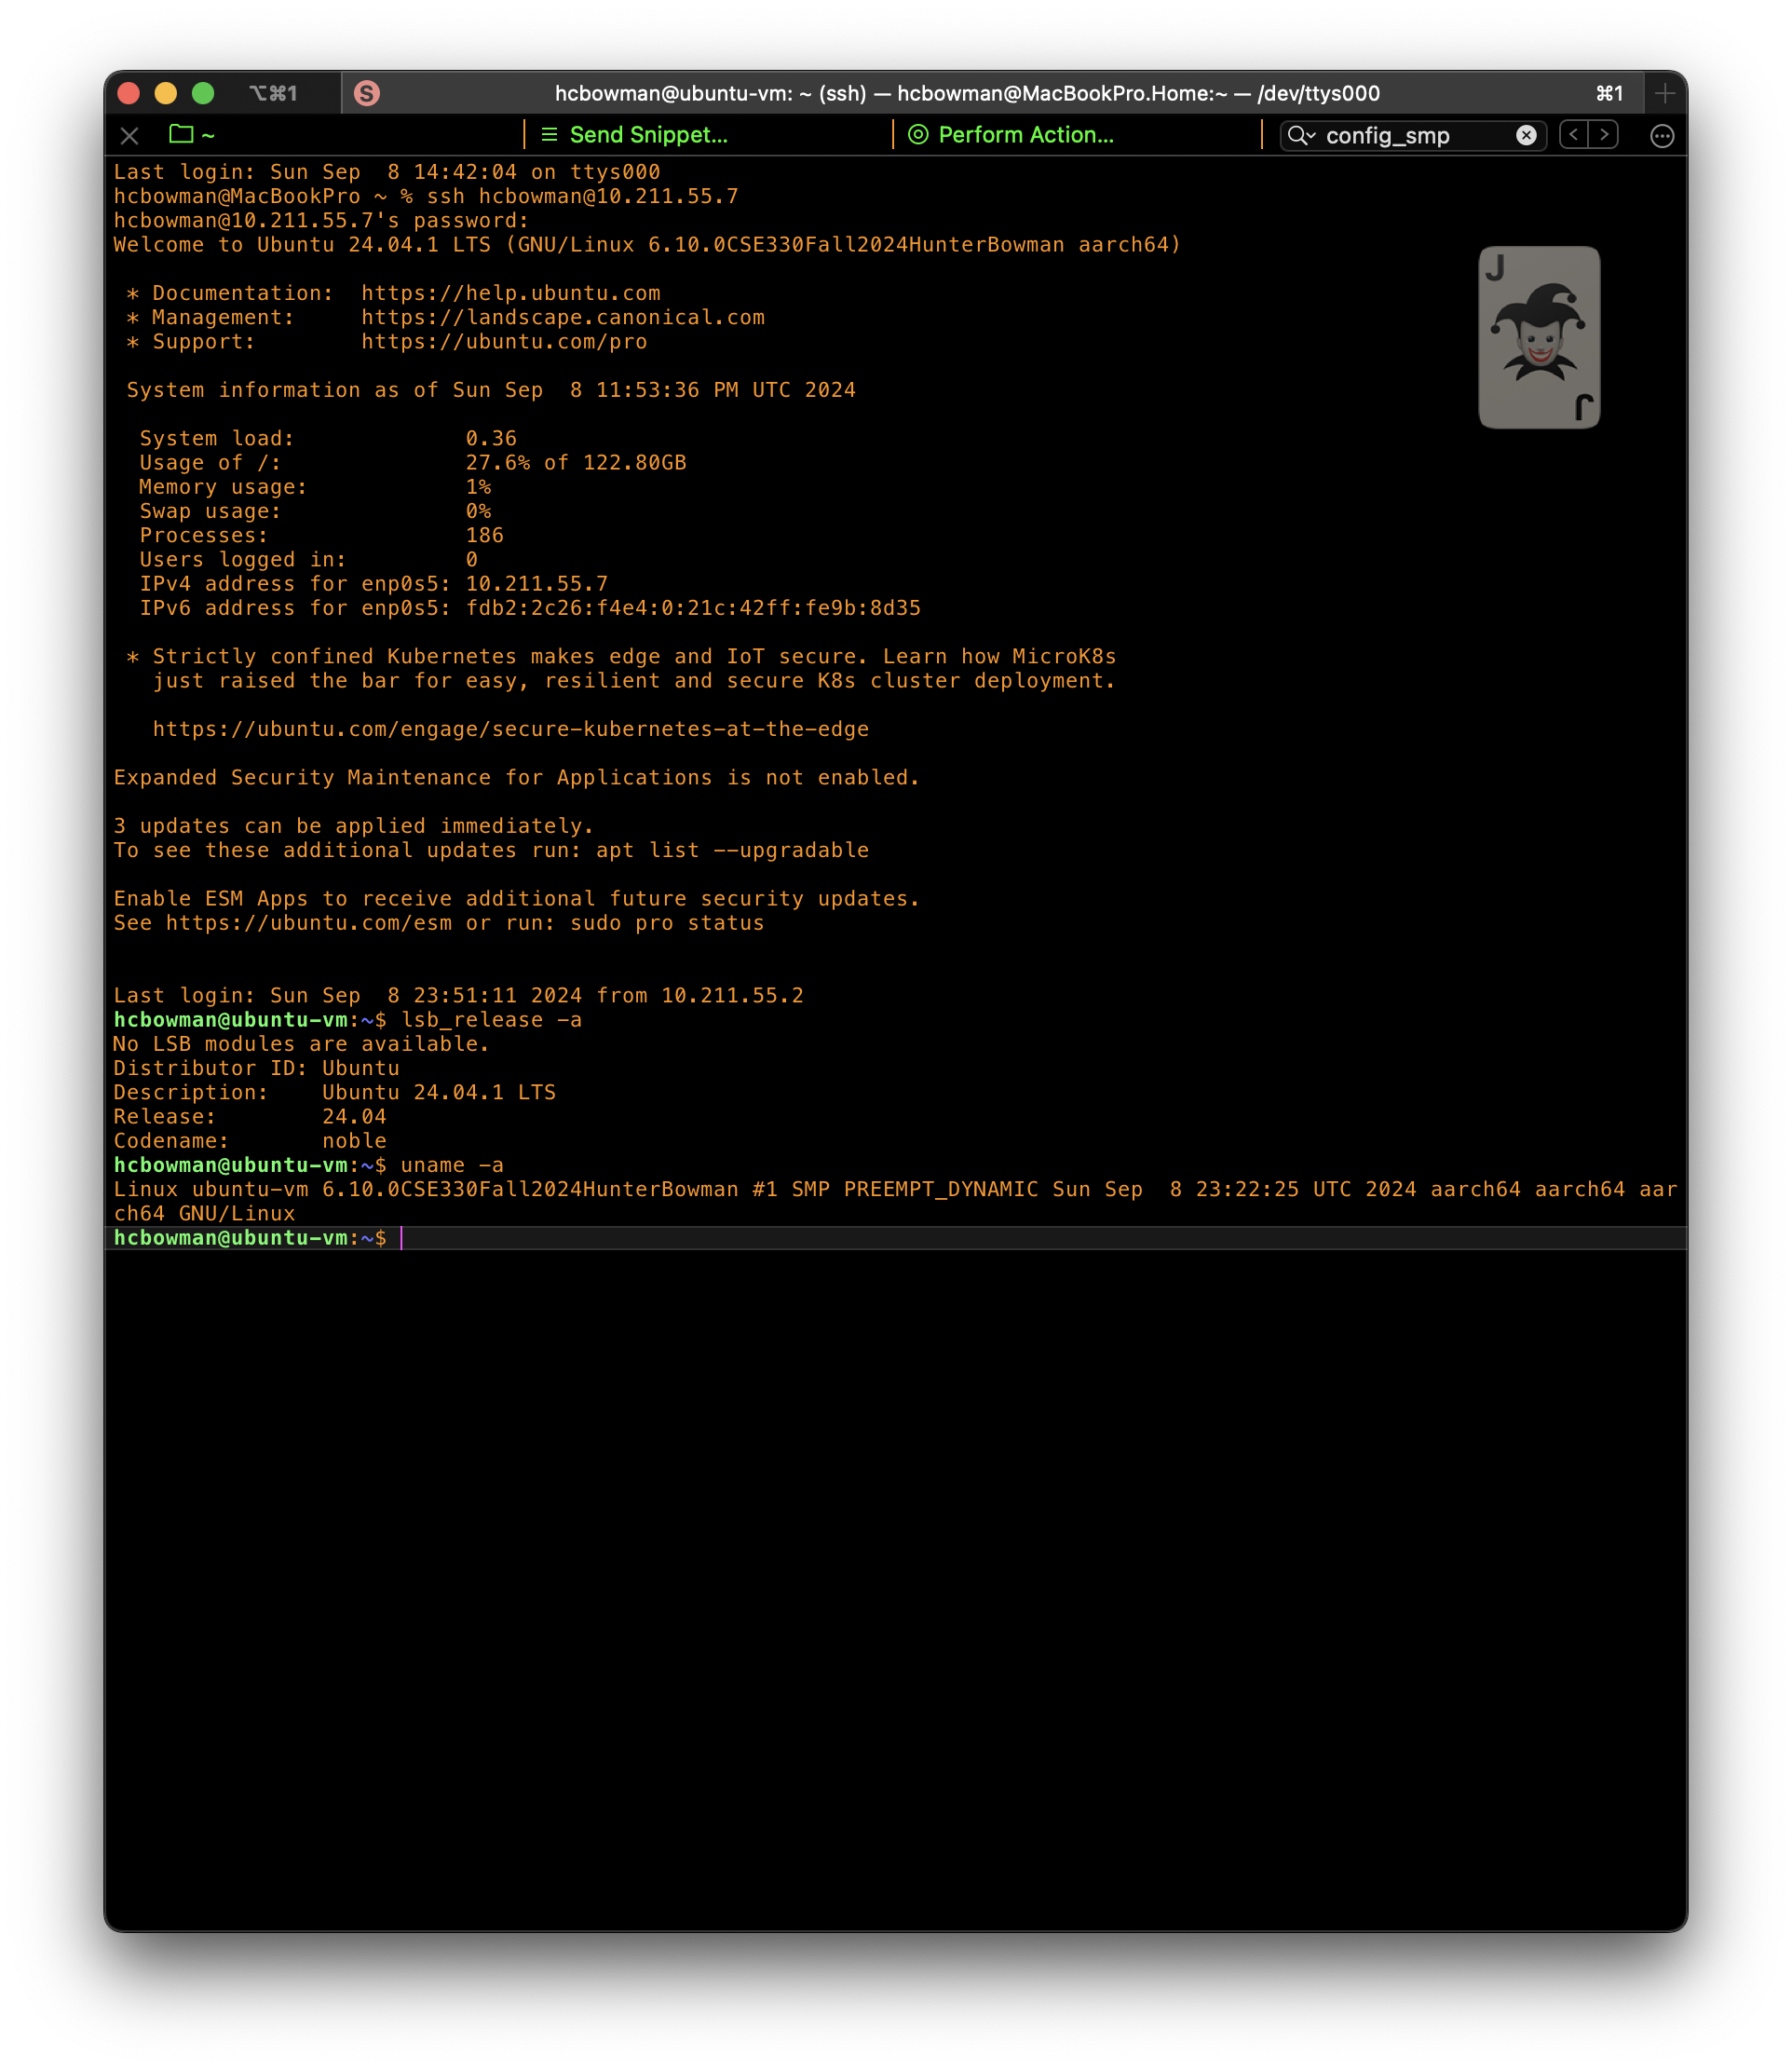 ⌥⌘1
S
hcbowman@ubuntu-vm: ~ (ssh) — hcbowman@MacBookPro.Home:~ — /dev/ttys000
⌘1
~
Send Snippet...
Perform Action...
config_smp
Last login: Sun Sep  8 14:42:04 on ttys000
hcbowman@MacBookPro ~ % ssh hcbowman@10.211.55.7
hcbowman@10.211.55.7's password:
Welcome to Ubuntu 24.04.1 LTS (GNU/Linux 6.10.0CSE330Fall2024HunterBowman aarch64)
J
J
 * Documentation:  https://help.ubuntu.com
 * Management:     https://landscape.canonical.com
 * Support:        https://ubuntu.com/pro
 System information as of Sun Sep  8 11:53:36 PM UTC 2024
  System load:             0.36
  Usage of /:              27.6% of 122.80GB
  Memory usage:            1%
  Swap usage:              0%
  Processes:               186
  Users logged in:         0
  IPv4 address for enp0s5: 10.211.55.7
  IPv6 address for enp0s5: fdb2:2c26:f4e4:0:21c:42ff:fe9b:8d35
 * Strictly confined Kubernetes makes edge and IoT secure. Learn how MicroK8s
   just raised the bar for easy, resilient and secure K8s cluster deployment.
   https://ubuntu.com/engage/secure-kubernetes-at-the-edge
Expanded Security Maintenance for Applications is not enabled.
3 updates can be applied immediately.
To see these additional updates run: apt list --upgradable
Enable ESM Apps to receive additional future security updates.
See https://ubuntu.com/esm or run: sudo pro status
Last login: Sun Sep  8 23:51:11 2024 from 10.211.55.2
hcbowman@ubuntu-vm:~$ lsb_release -a
No LSB modules are available.
Distributor ID: Ubuntu
Description:    Ubuntu 24.04.1 LTS
Release:        24.04
Codename:       noble
hcbowman@ubuntu-vm:~$ uname -a
Linux ubuntu-vm 6.10.0CSE330Fall2024HunterBowman #1 SMP PREEMPT_DYNAMIC Sun Sep  8 23:22:25 UTC 2024 aarch64 aarch64 aar
ch64 GNU/Linux
hcbowman@ubuntu-vm:~$